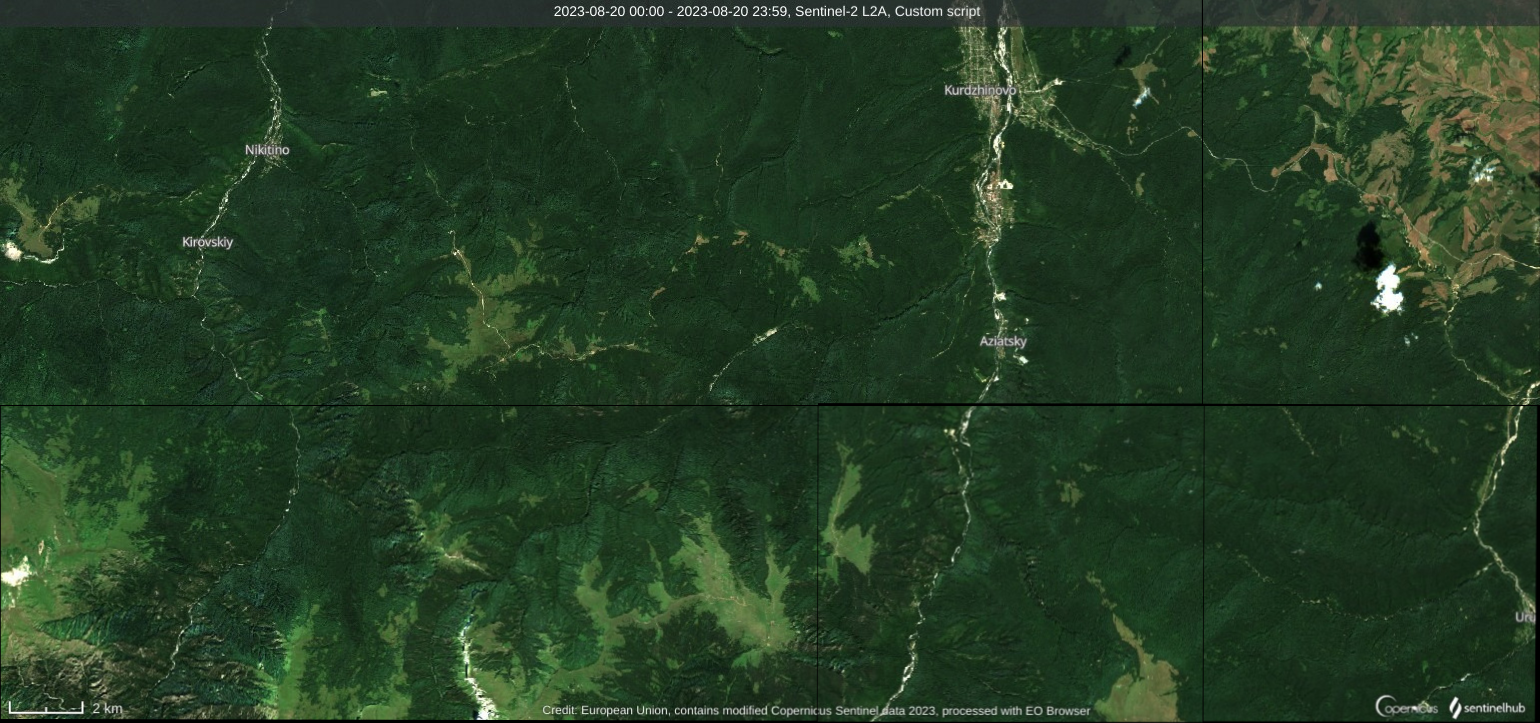 2023-08-20 00:00 - 2023-08-20 23:59, Sentinel-2 L2A, Custom script
Kurdzhinovo
Nikitino
Kirovskiy
Aziatsky
2 km
Credit: European Union, contains modified Copernicus Sentinel data 2023, processed with EO Browser
Copernicus
sentinelhub